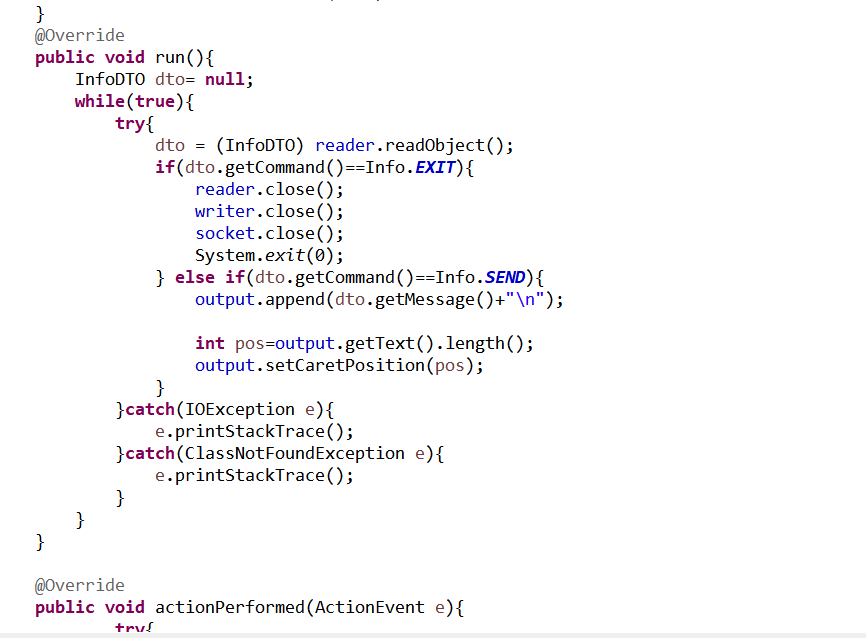 }
@Override
public void run(){
InfoDTO dto= null;
while(true){
try{
dto = (InfoDTO) reader.readObject();
if(dto.getCommand()==Info.EXIT){
reader.close();
writer.close();
socket.close();
System.exit(0);
} else if(dto.getCommand()==Info.SEND){
output.append(dto.getMessage()+"\n");
int pos=output.getText().length();
output.setCaretPosition(pos);
}
}catch(IOException e){
e.printStackTrace();
}catch(ClassNotFoundException e){
e.printStackTrace();
}
}
}
@Override
public void actionPerformed(ActionEvent e){
try{